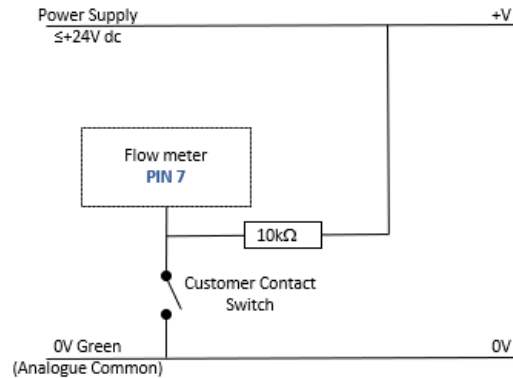 Power Supply
≤+24V dc
+V
Flow meter
PIN 7
10kΩ
Customer Contact
Switch
0V Green
(Analogue Common)
0V